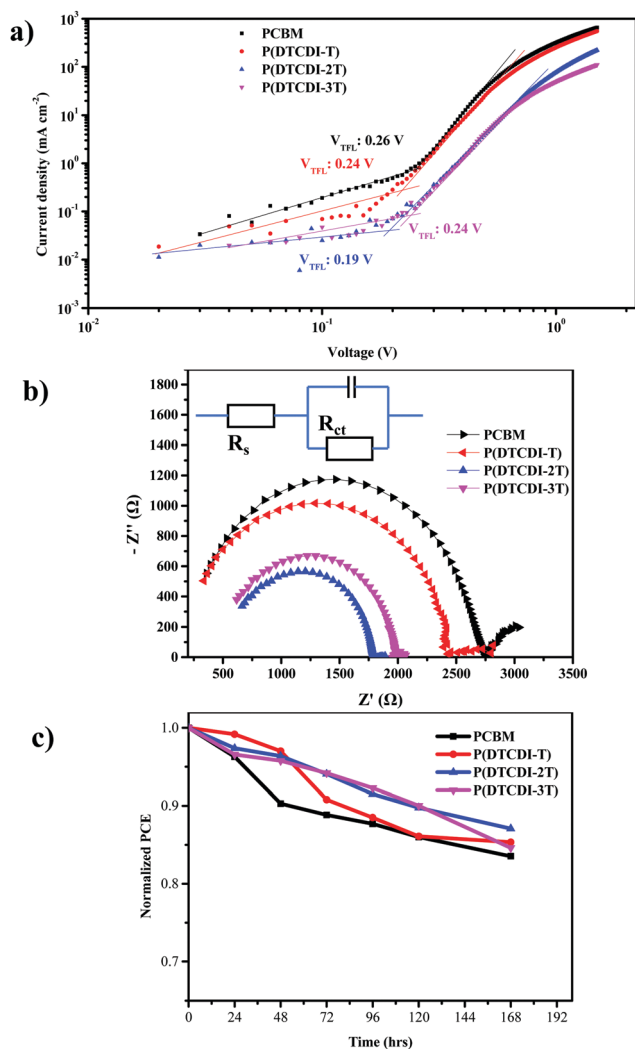 a)
10³
10²
10¹
10⁰
10⁻¹
10⁻²
10⁻³
Current density (mA cm⁻²)
PCBM
P(DTCDI-T)
P(DTCDI-2T)
P(DTCDI-3T)
V_TFL: 0.26 V
V_TFL: 0.24 V
V_TFL: 0.24 V
V_TFL: 0.19 V
10⁻² 10⁻¹ 10⁰
Voltage (V)
b)
1800
1600
1400
1200
1000
800
600
400
200
0
- Z'' (Ω)
R_s
R_ct
PCBM
P(DTCDI-T)
P(DTCDI-2T)
P(DTCDI-3T)
500 1000 1500 2000 2500 3000 3500
Z' (Ω)
c)
1.0
0.9
0.8
0.0
Normalized PCE
PCBM
P(DTCDI-T)
P(DTCDI-2T)
P(DTCDI-3T)
0 24 48 72 96 120 144 168 192
Time (hrs)